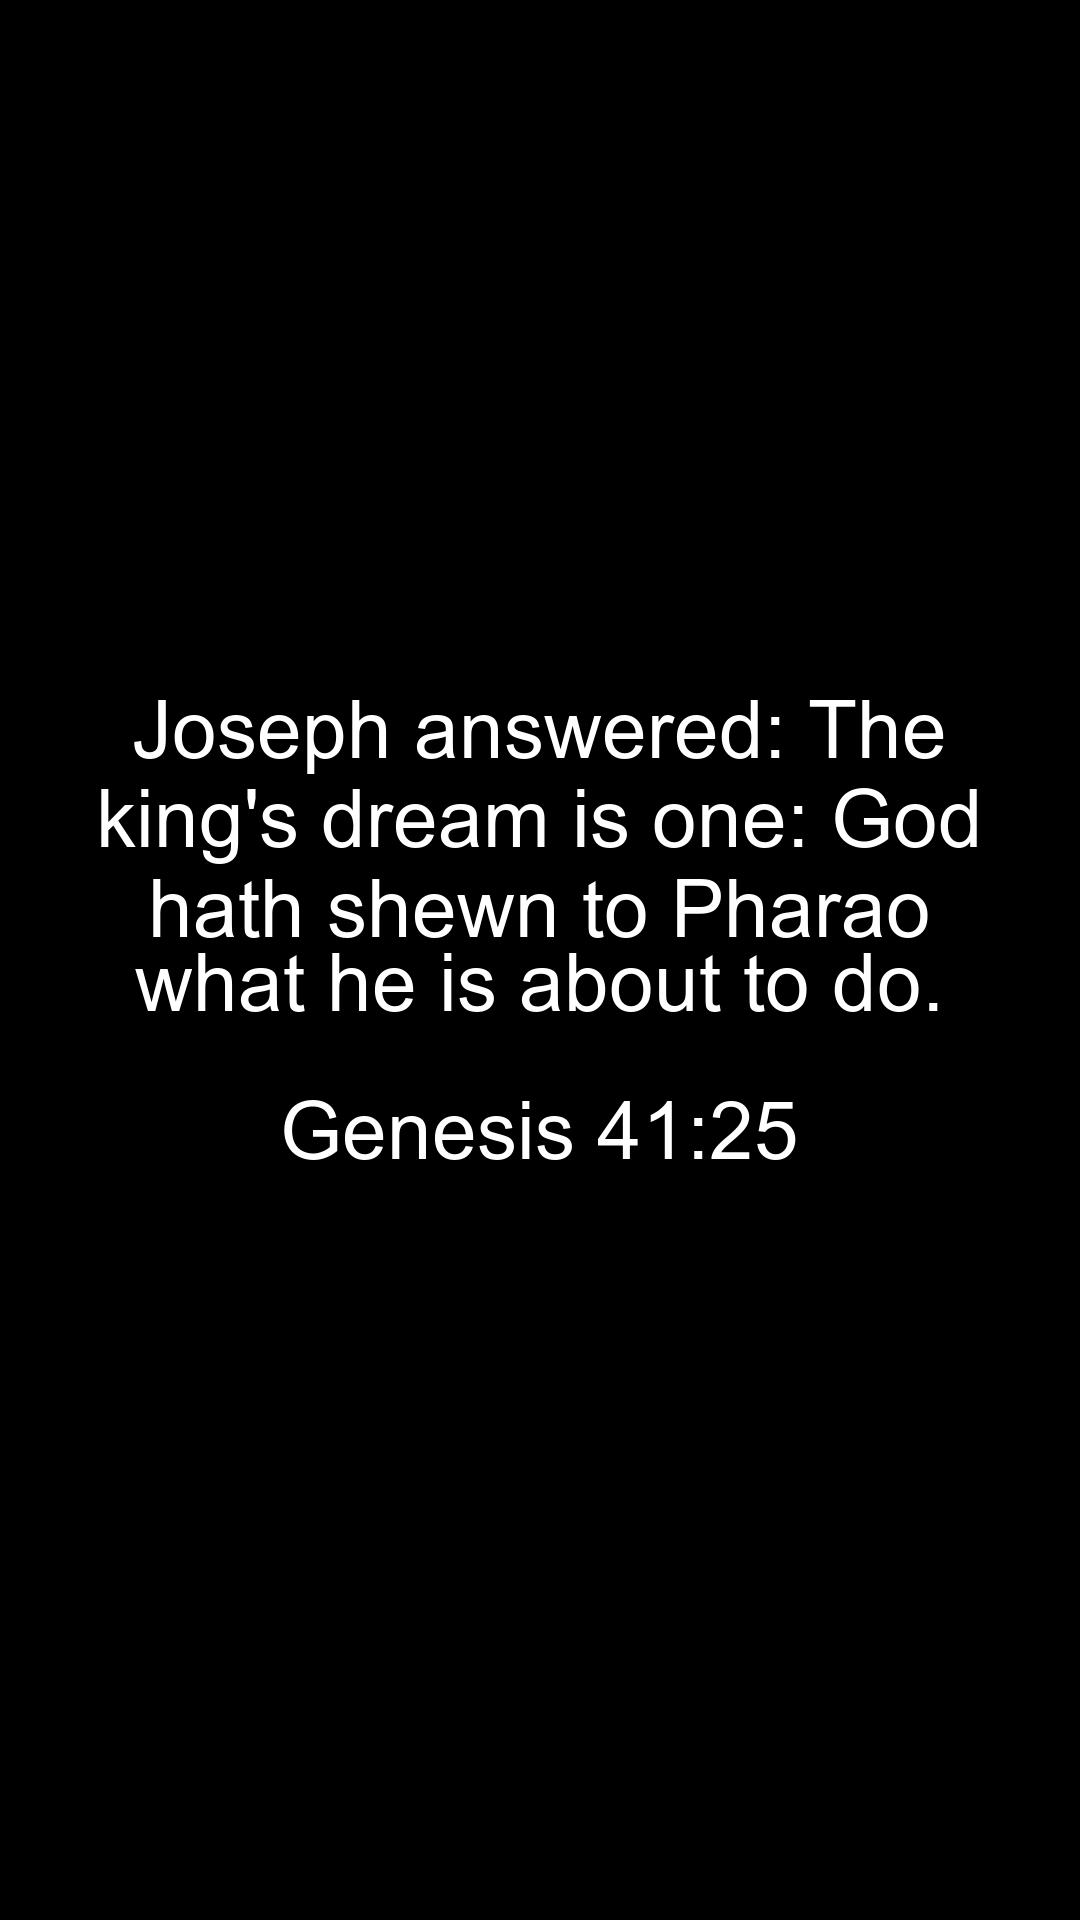 Joseph answered: The
king's dream is one: God
hath shewn to Pharao
what he is about to do.
Genesis 41:25